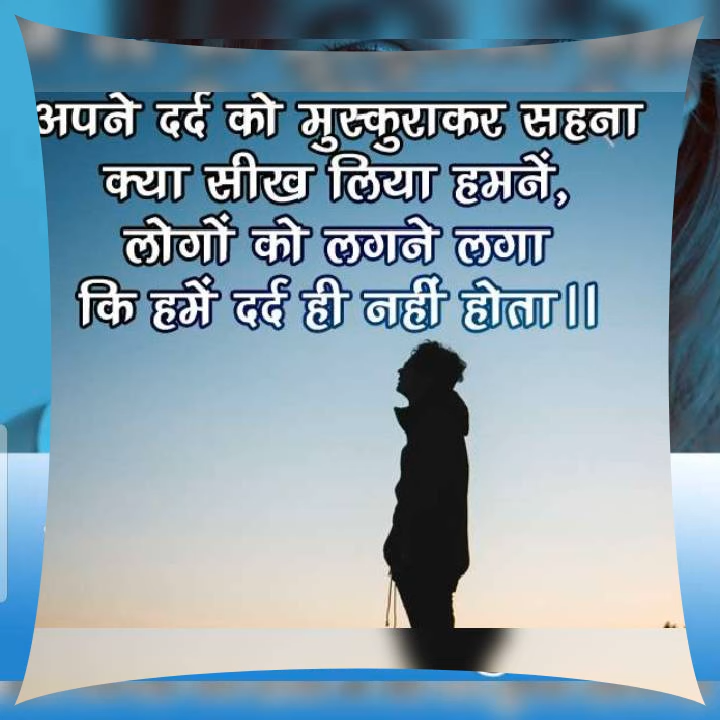 अपने दर्द को मुस्कुराकर सहना
क्या सीख लिया हमनें,
लोगों को लगने लगा
कि हमें दर्द ही नहीं होता||